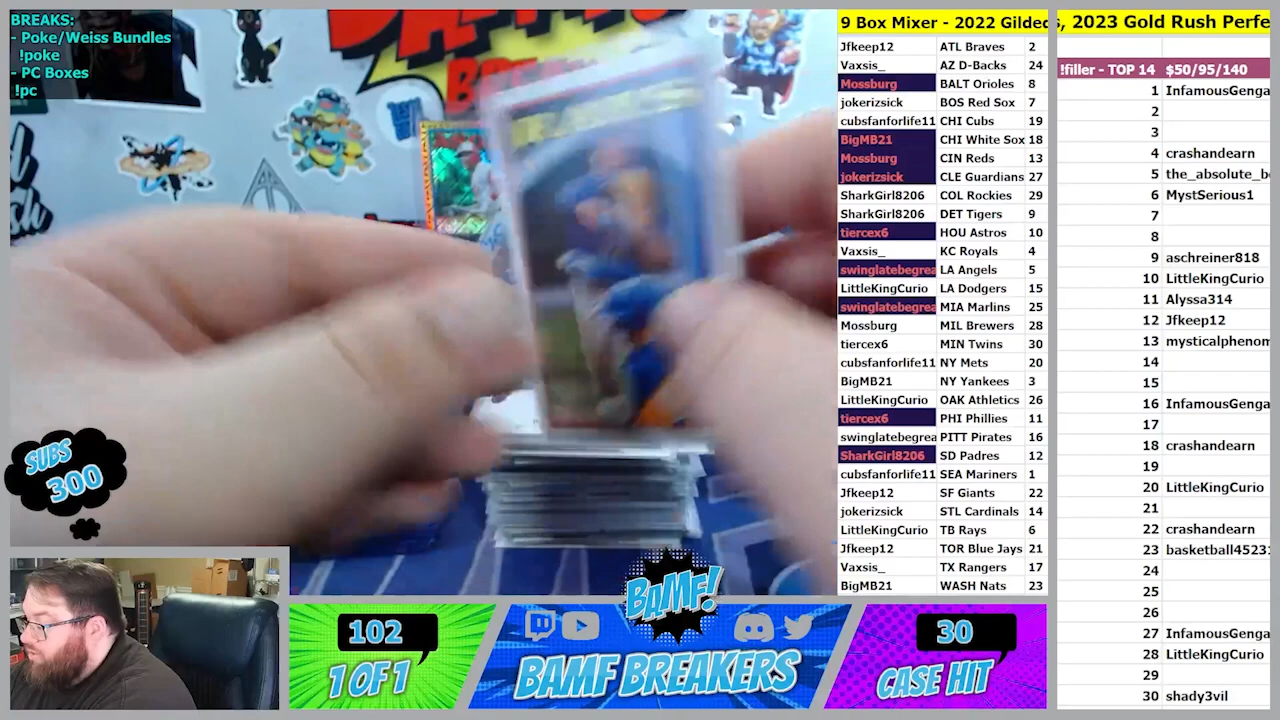 BREAKS:
- Poke/Weiss Bundles
!poke
- PC Boxes
!pc
SUBS
300
9 Box Mixer - 2022 Gilded
Jfkeep12 ATL Braves 2
Vaxsis_ AZ D-Backs 24
Mossburg BALT Orioles 8
jokerizsick BOS Red Sox 7
cubsfanforlife11 CHI Cubs 19
BigMB21 CHI White Sox 18
Mossburg CIN Reds 13
jokerizsick CLE Guardians 27
SharkGirl8206 COL Rockies 29
SharkGirl8206 DET Tigers 9
tiercex6 HOU Astros 10
Vaxsis_ KC Royals 4
swinglatebegrea LA Angels 5
LittleKingCurio LA Dodgers 15
swinglatebegrea MIA Marlins 25
Mossburg MIL Brewers 28
tiercex6 MIN Twins 30
cubsfanforlife11 NY Mets 20
BigMB21 NY Yankees 3
LittleKingCurio OAK Athletics 26
tiercex6 PHI Phillies 11
swinglatebegrea PITT Pirates 16
SharkGirl8206 SD Padres 12
cubsfanforlife11 SEA Mariners 1
Jfkeep12 SF Giants 22
jokerizsick STL Cardinals 14
LittleKingCurio TB Rays 6
Jfkeep12 TOR Blue Jays 21
Vaxsis_ TX Rangers 17
BigMB21 WASH Nats 23
s, 2023 Gold Rush Perfe
!filler - TOP 14 $50/95/140
1 InfamousGenga
2
3
4 crashandearn
5 the_absolute_b
6 MystSerious1
7
8
9 aschreiner818
10 LittleKingCurio
11 Alyssa314
12 Jfkeep12
13 mysticalphenom
14
15
16 InfamousGenga
17
18 crashandearn
19
20 LittleKingCurio
21
22 crashandearn
23 basketball4523
24
25
26
27 InfamousGenga
28 LittleKingCurio
29
30 shady3vil
102
1 OF 1
BAMF!
BAMF BREAKERS
30
CASE HIT